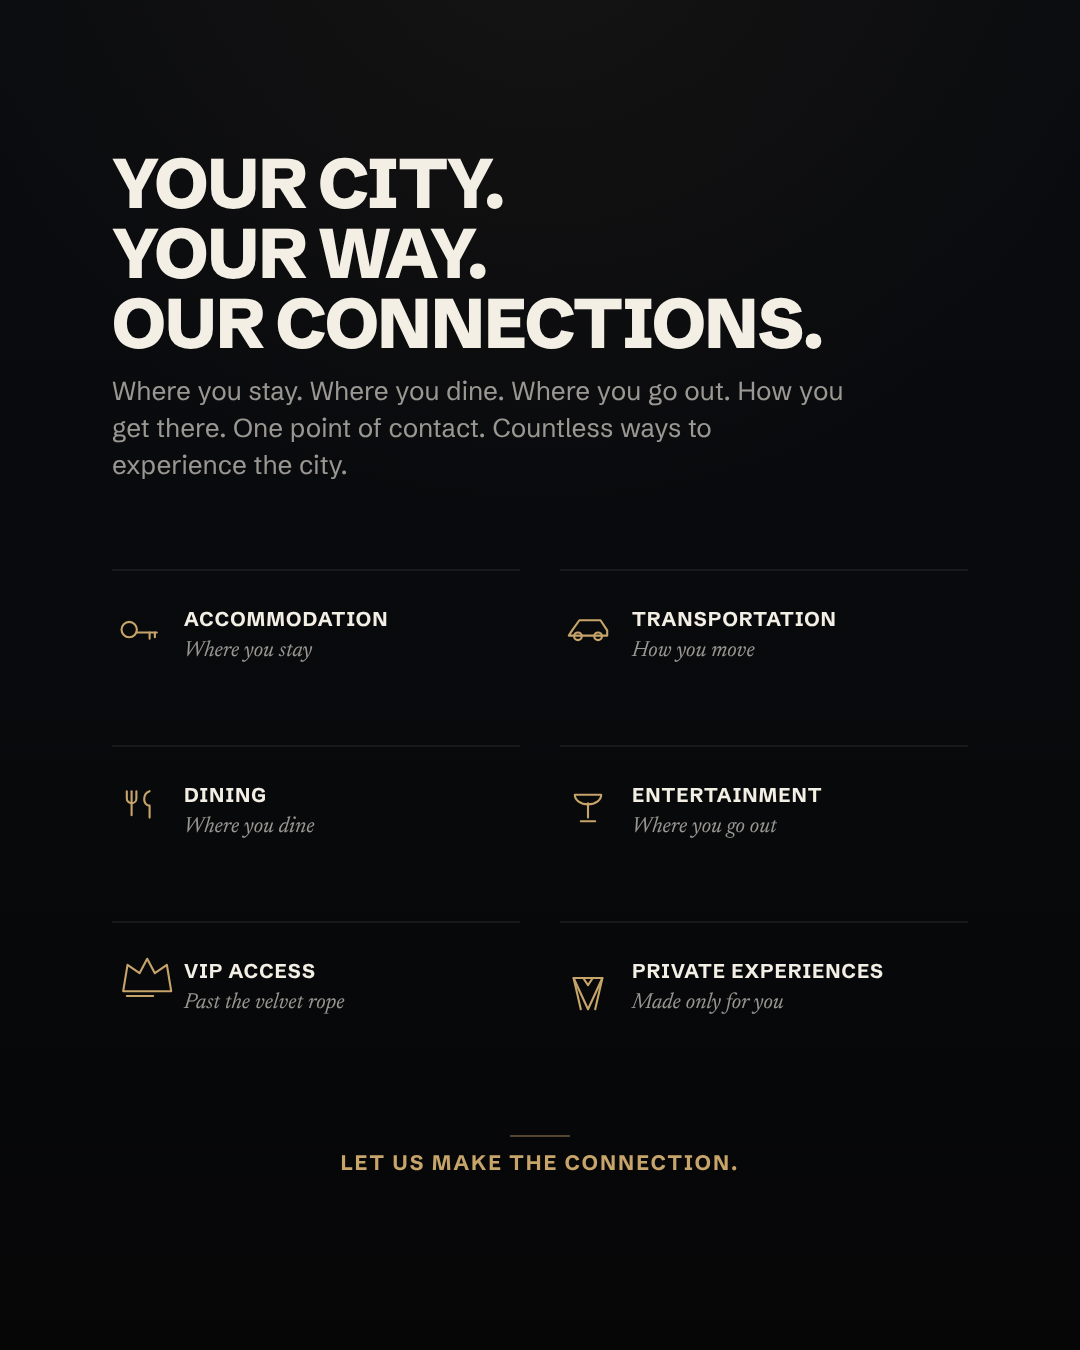 YOUR CITY.
YOUR WAY.
OUR CONNECTIONS.
Where you stay. Where you dine. Where you go out. How you
get there. One point of contact. Countless ways to
experience the city.
ACCOMMODATION
Where you stay
TRANSPORTATION
How you move
DINING
Where you dine
ENTERTAINMENT
Where you go out
VIP ACCESS
Past the velvet rope
PRIVATE EXPERIENCES
Made only for you
LET US MAKE THE CONNECTION.